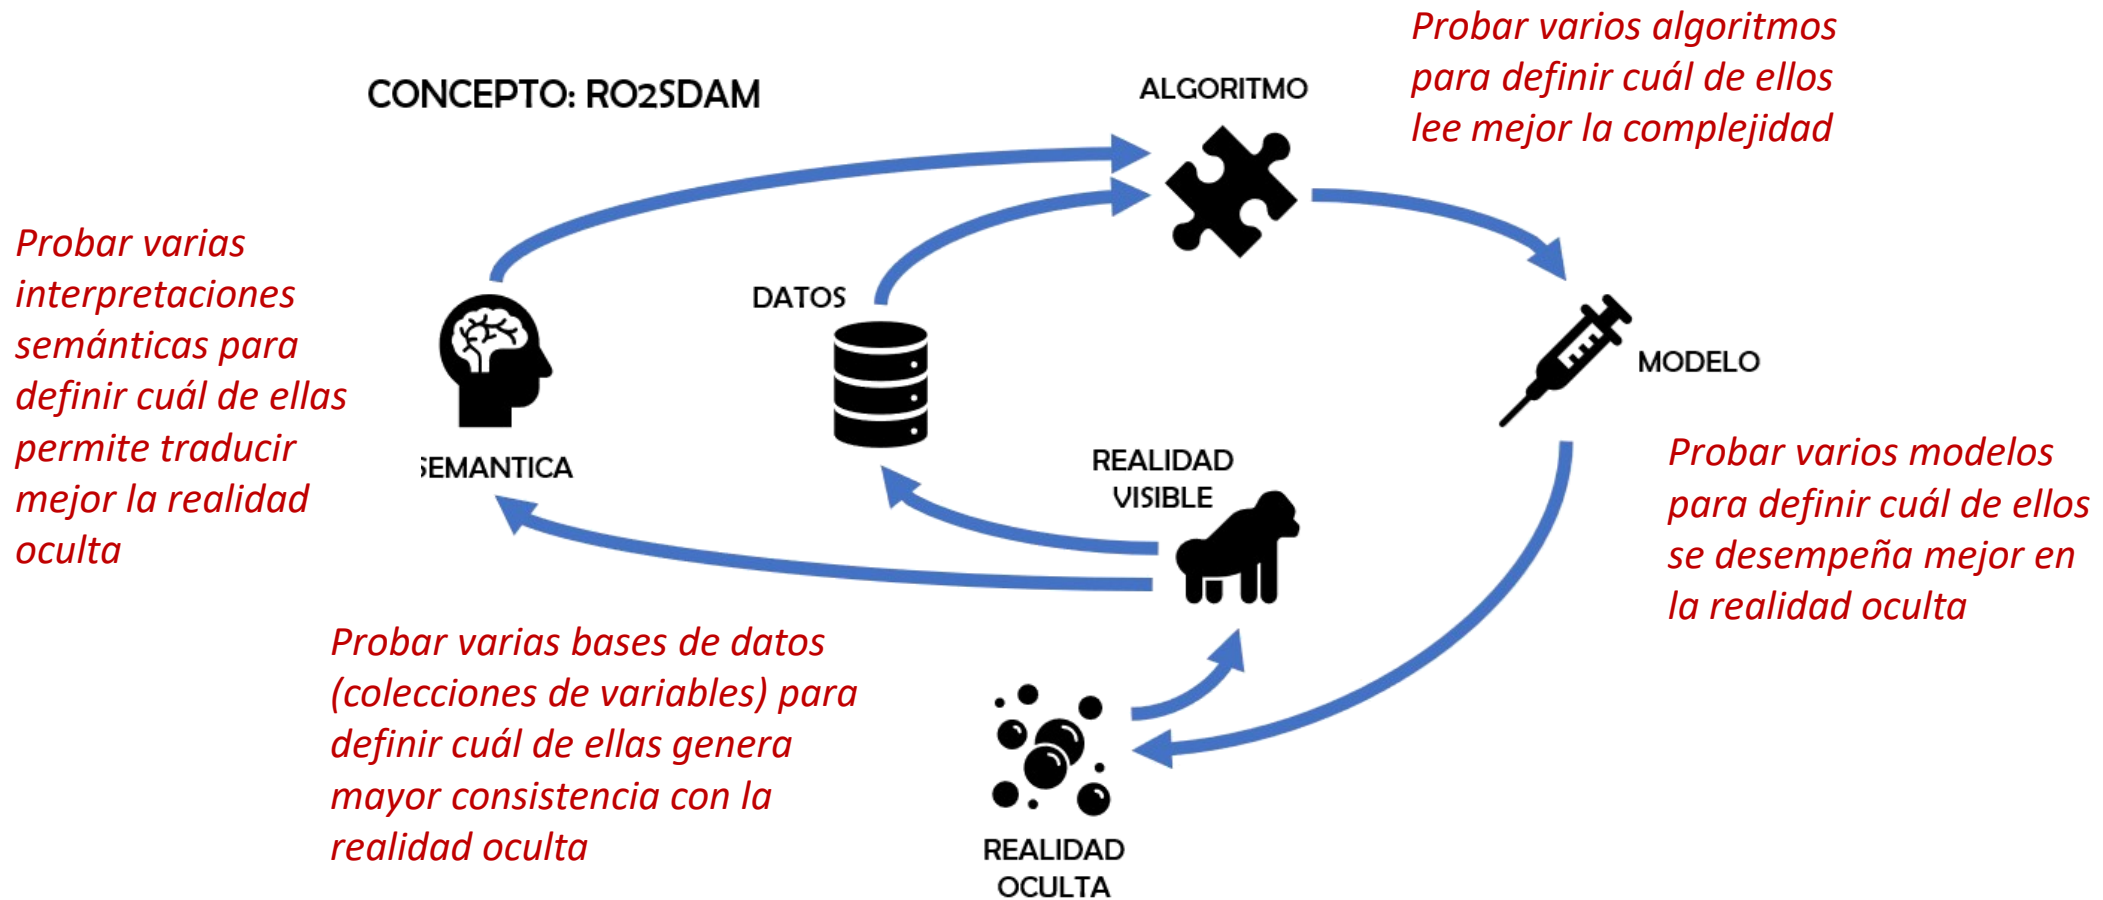 CONCEPTO: RO2SDAM
ALGORITMO
Probar varios algoritmos
para definir cuál de ellos
lee mejor la complejidad
Probar varias
interpretaciones
semánticas para
definir cuál de ellas
permite traducir
mejor la realidad
oculta
SEMANTICA
DATOS
MODELO
REALIDAD
VISIBLE
Probar varios modelos
para definir cuál de ellos
se desempeña mejor en
la realidad oculta
Probar varias bases de datos
(colecciones de variables) para
definir cuál de ellas genera
mayor consistencia con la
realidad oculta
REALIDAD
OCULTA